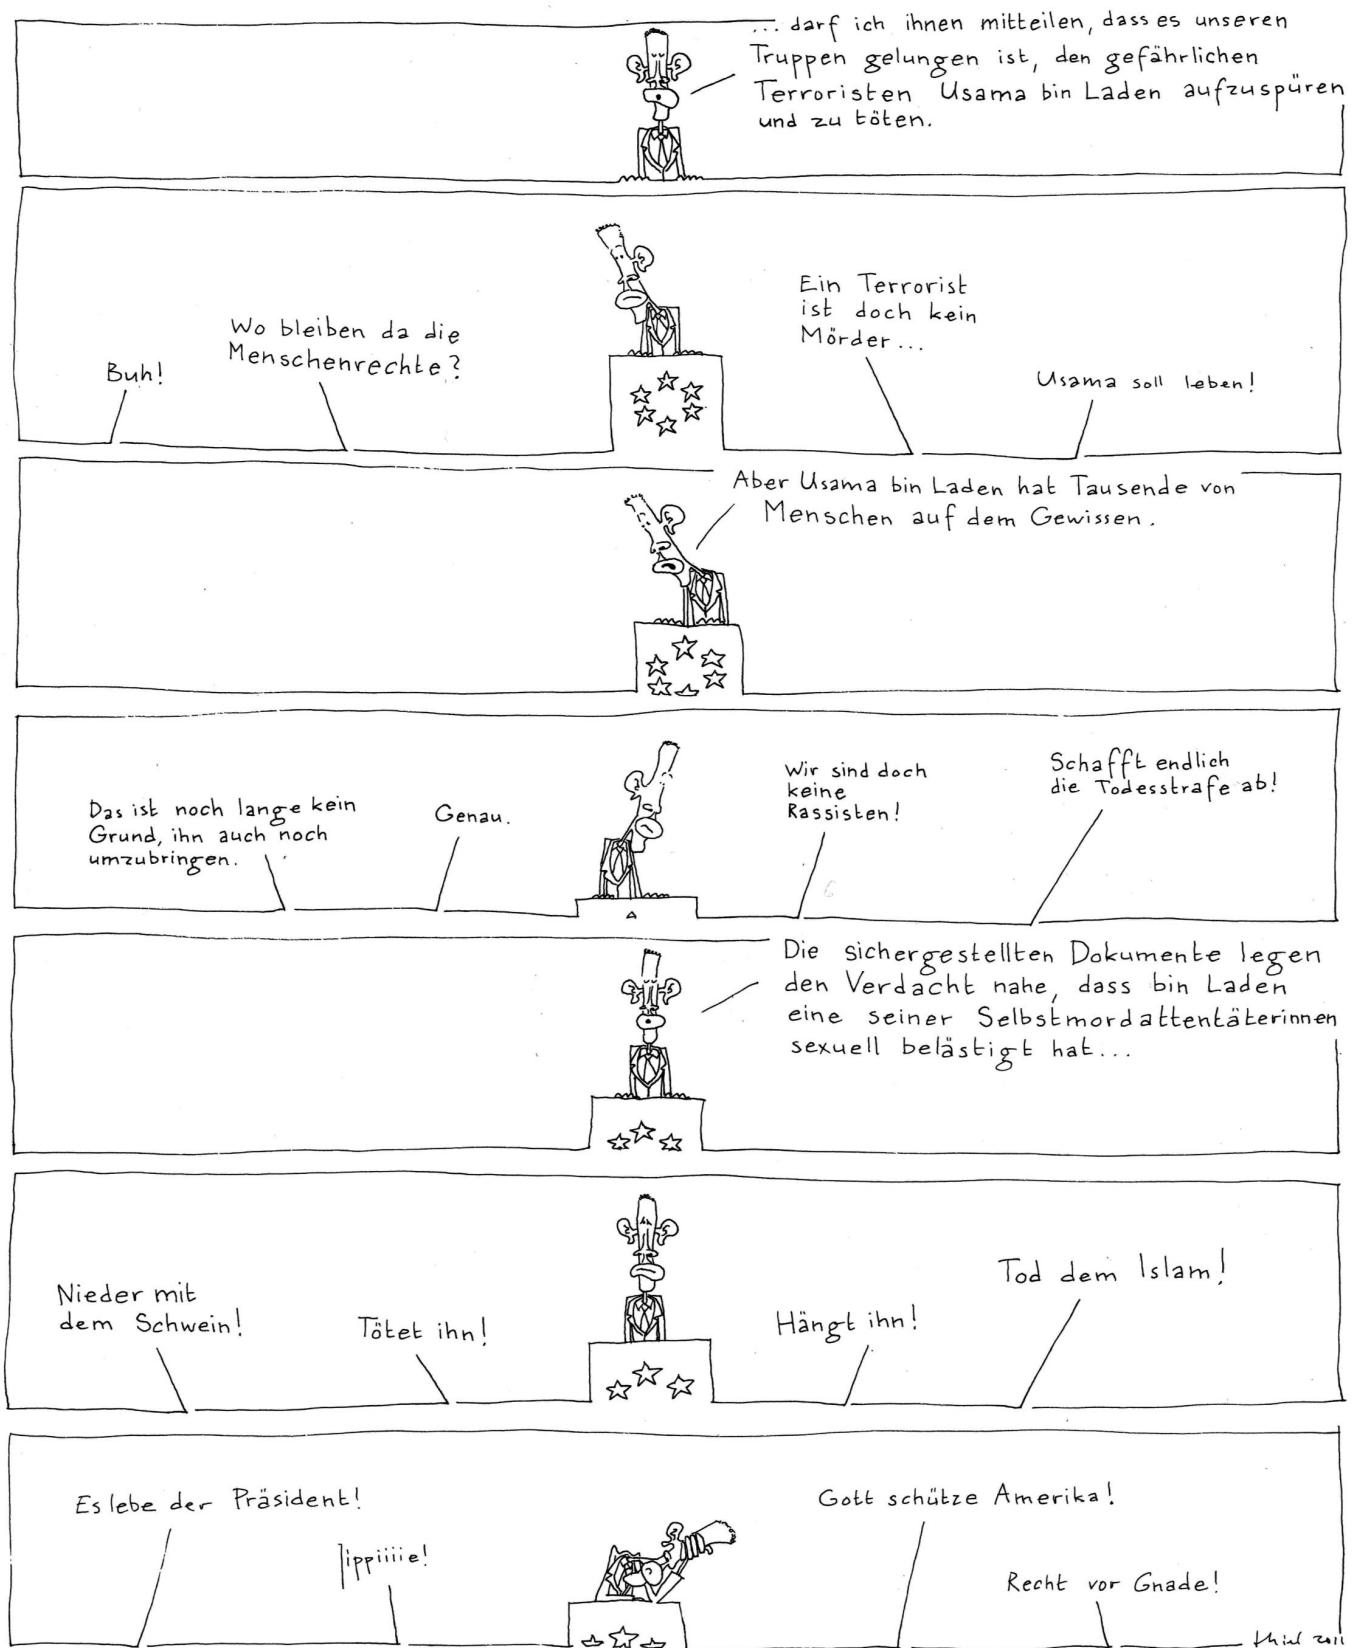 ... darf ich ihnen mitteilen, dass es unseren
Truppen gelungen ist, den gefährlichen
Terroristen Usama bin Laden aufzuspüren
und zu töten.
Buh!
Wo bleiben da die
Menschenrechte?
Ein Terrorist
ist doch kein
Mörder...
Usama soll leben!
Aber Usama bin Laden hat Tausende von
Menschen auf dem Gewissen.
Das ist noch lange kein
Grund, ihn auch noch
umzubringen.
Genau.
Wir sind doch
keine
Rassisten!
Schafft endlich
die Todesstrafe ab!
Die sichergestellten Dokumente legen
den Verdacht nahe, dass bin Laden
eine seiner Selbstmordattentäterinnen
sexuell belästigt hat...
Nieder mit
dem Schwein!
Tötet ihn!
Hängt ihn!
Tod dem Islam!
Es lebe der Präsident!
Jippiiiie!
Gott schütze Amerika!
Recht vor Gnade!
thiel 2011